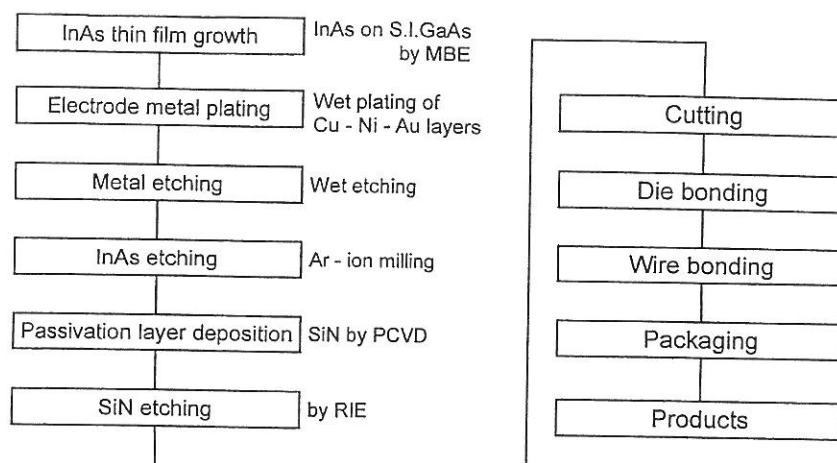 InAs thin film growth
InAs on S.I.GaAs
by MBE
Electrode metal plating
Wet plating of
Cu - Ni - Au layers
Metal etching
Wet etching
InAs etching
Ar - ion milling
Passivation layer deposition
SiN by PCVD
SiN etching
by RIE
Cutting
Die bonding
Wire bonding
Packaging
Products